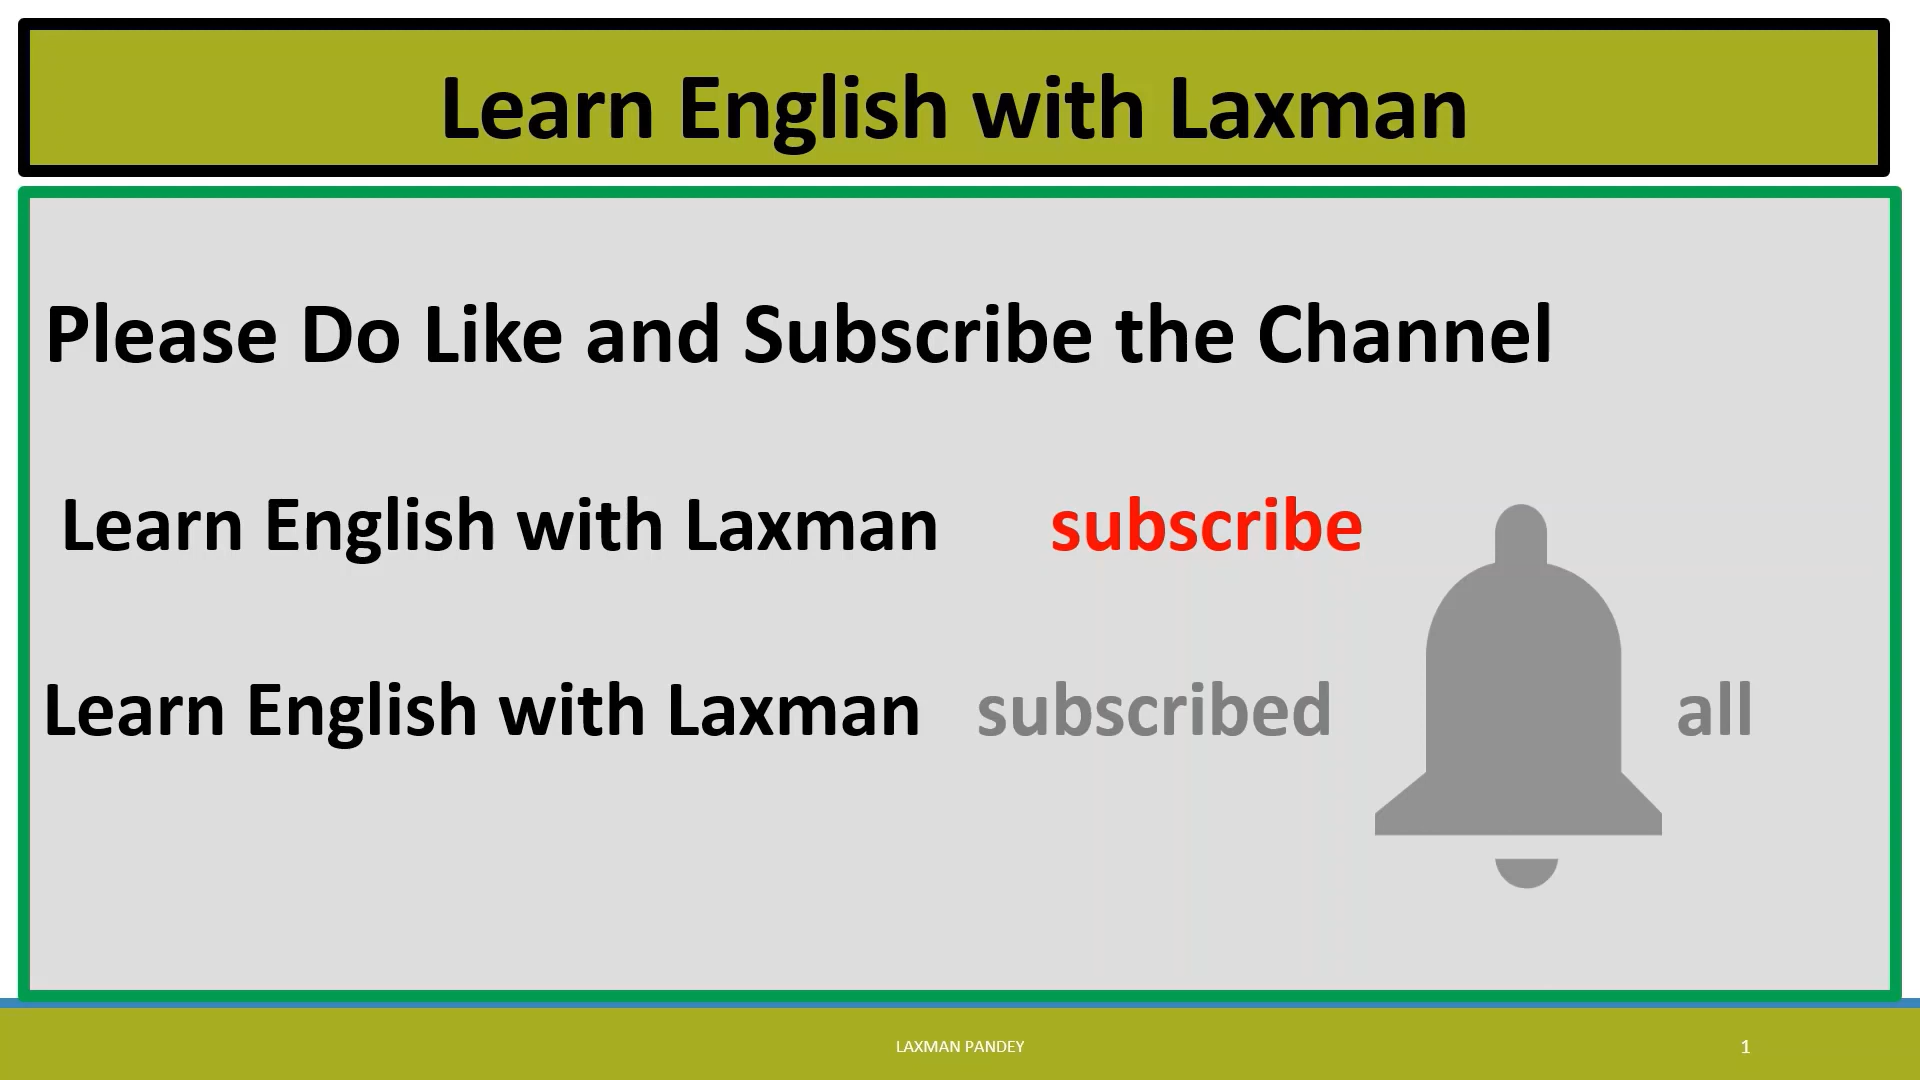 Learn English with Laxman
Please Do Like and Subscribe the Channel
Learn English with Laxman subscribe
Learn English with Laxman subscribed all
LAXMAN PANDEY 1